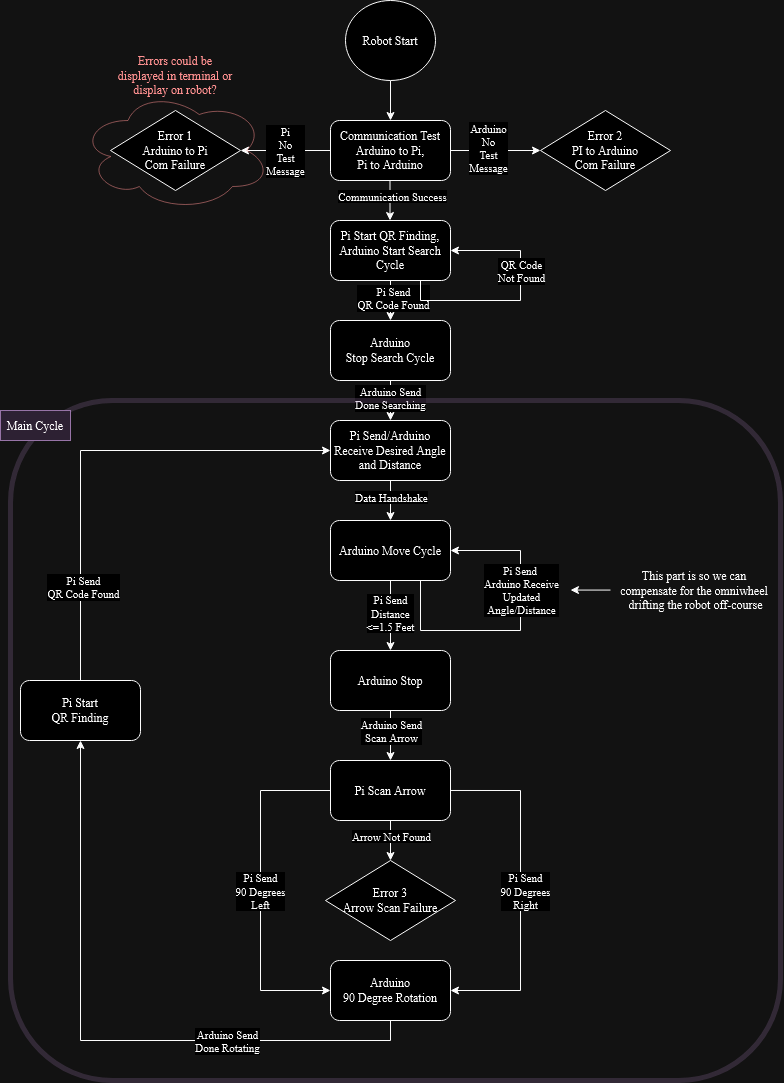 Robot Start
Errors could be
displayed in terminal or
display on robot?
Error 1
Arduino to Pi
Com Failure
Pi
No
Test
Message
Communication Test
Arduino to Pi,
Pi to Arduino
Arduino
No
Test
Message
Error 2
PI to Arduino
Com Failure
Communication Success
Pi Start QR Finding,
Arduino Start Search
Cycle
QR Code
Not Found
Pi Send
QR Code Found
Arduino
Stop Search Cycle
Arduino Send
Done Searching
Main Cycle
Pi Send/Arduino
Receive Desired Angle
and Distance
Data Handshake
Arduino Move Cycle
Pi Send
Arduino Receive
Updated
Angle/Distance
This part is so we can
compensate for the omniwheel
drifting the robot off-course
Pi Send
QR Code Found
Pi Send
Distance
<=1.5 Feet
Arduino Stop
Pi Start
QR Finding
Arduino Send
Scan Arrow
Pi Scan Arrow
Arrow Not Found
Pi Send
90 Degrees
Left
Error 3
Arrow Scan Failure
Pi Send
90 Degrees
Right
Arduino
90 Degree Rotation
Arduino Send
Done Rotating